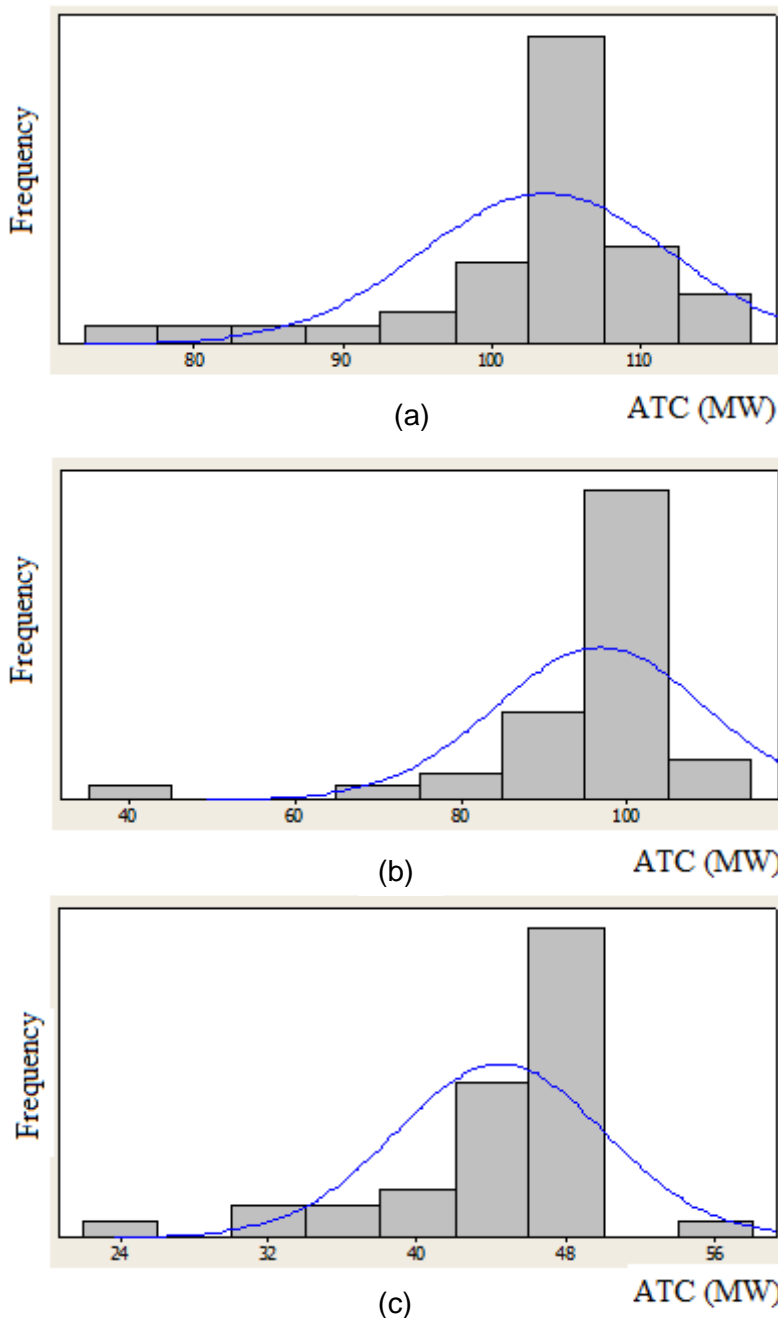 Frequency
80 90 100 110
(a) ATC (MW)
Frequency
40 60 80 100
(b) ATC (MW)
Frequency
24 32 40 48 56
(c) ATC (MW)